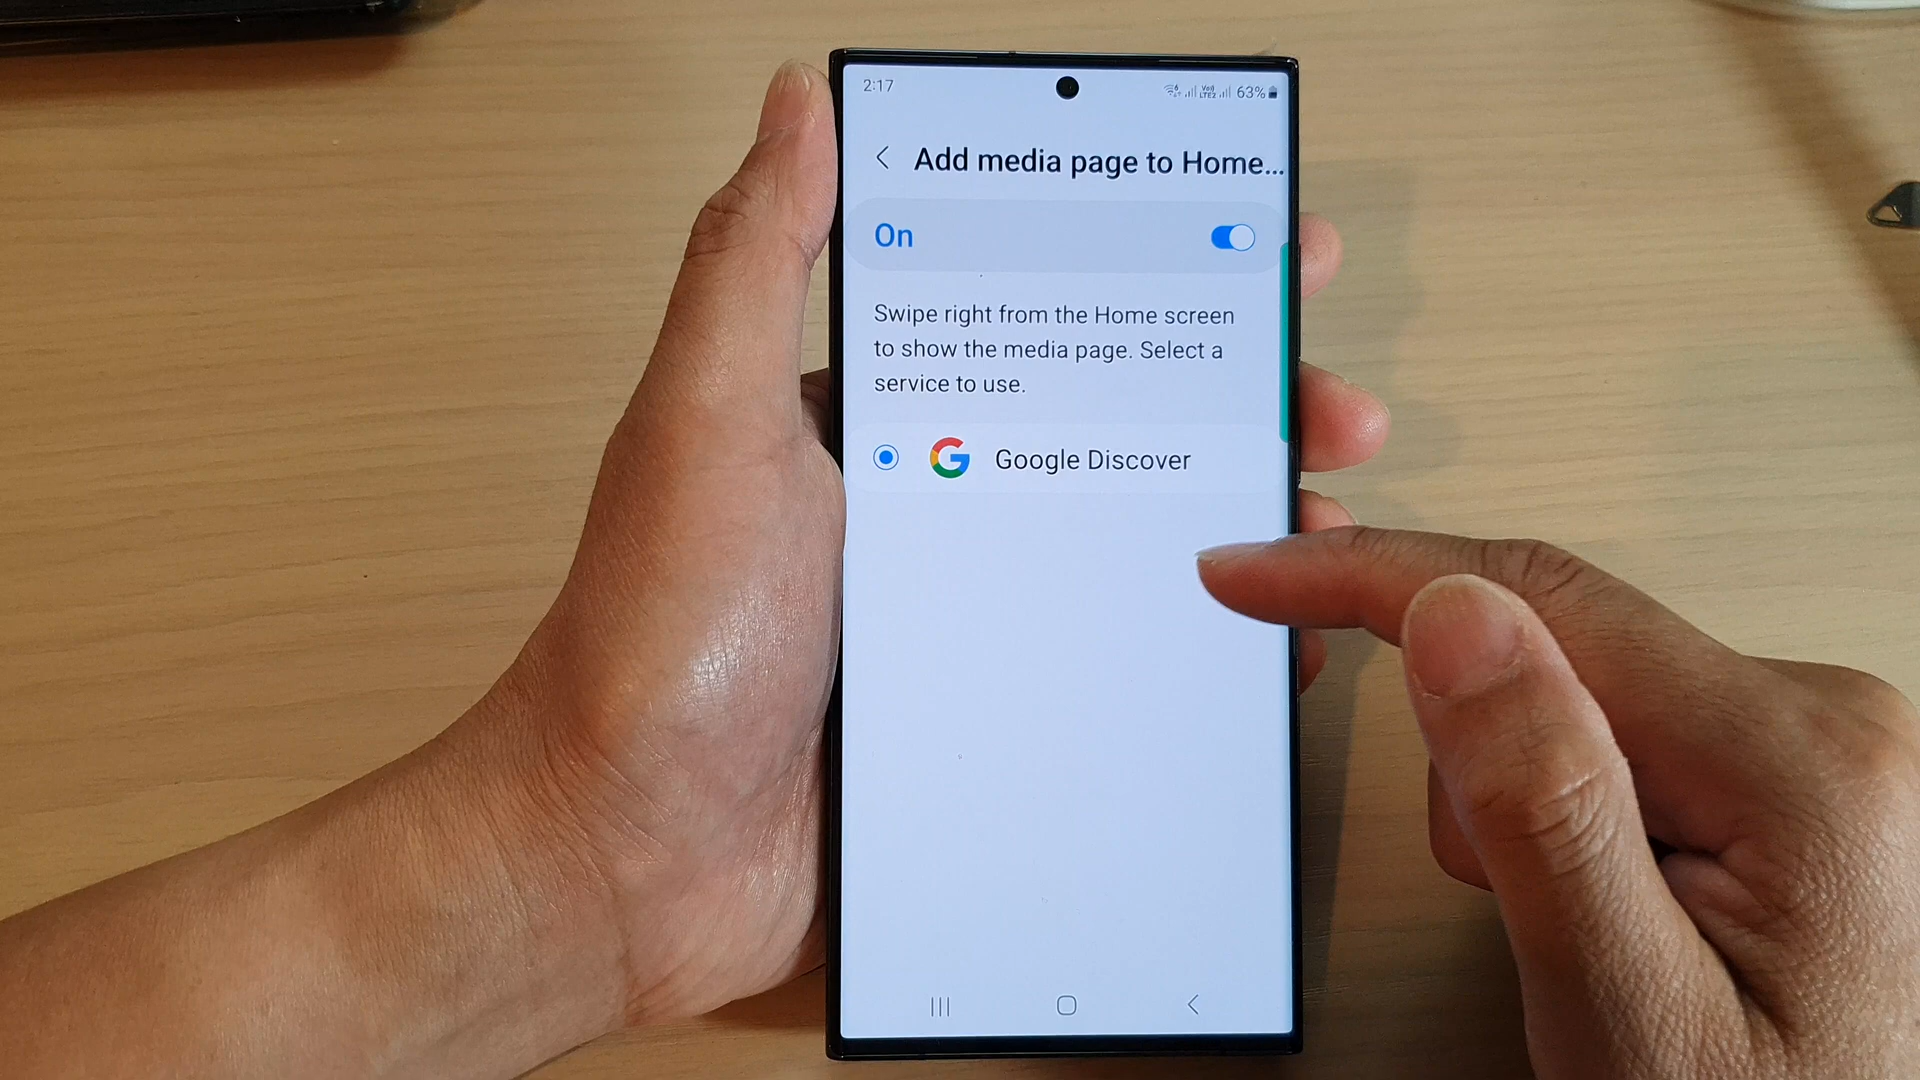 2:17
63%
Add media page to Home...
On
Swipe right from the Home screen
to show the media page. Select a
service to use.
Google Discover